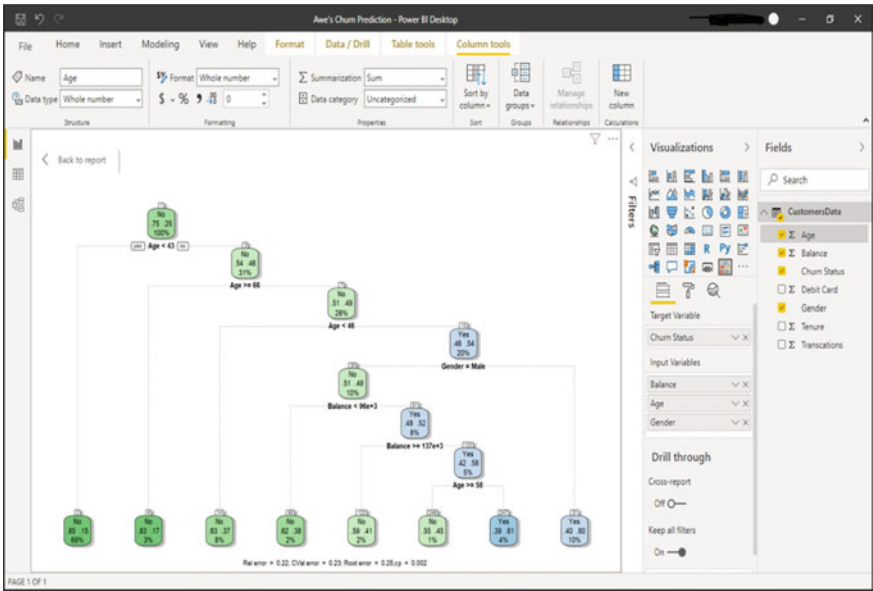 Awe's Churn Prediction - Power BI Desktop
File Home Insert Modeling View Help Format Data / Drill Table tools Column tools
Name Age
Data type Whole number
Structure
Format Whole number
$ % 0
Formatting
Summarization Sum
Data category Uncategorized
Properties
Sort by column
Sort
Data groups
Groups
Manage relationships
Relationships
New column
Calculations
Back to report
No
75 25
100%
yes Age < 43 no
No
.54 .46
31%
Age >= 66
No
.51 .49
28%
Age < 46
Yes
.46 .54
20%
Gender = Male
No
.51 .49
10%
Balance < 96e+3
Yes
.48 .52
8%
Balance >= 137e+3
Yes
.42 .58
5%
Age >= 56
No
.85 .15
69%
No
.83 .17
3%
No
.63 .37
8%
No
.62 .38
2%
No
.59 .41
2%
No
.55 .45
1%
Yes
.39 .61
4%
Yes
.40 .60
10%
Rel error = 0.22; CVal error = 0.23; Root error = 0.25;cp = 0.002
Filters
Visualizations
R Py
Target Variable
Churn Status
Input Variables
Balance
Age
Gender
Drill through
Cross-report
Off
Keep all filters
On
Fields
Search
CustomersData
Age
Balance
Churn Status
Debit Card
Gender
Tenure
Transcations
PAGE 1 OF 1